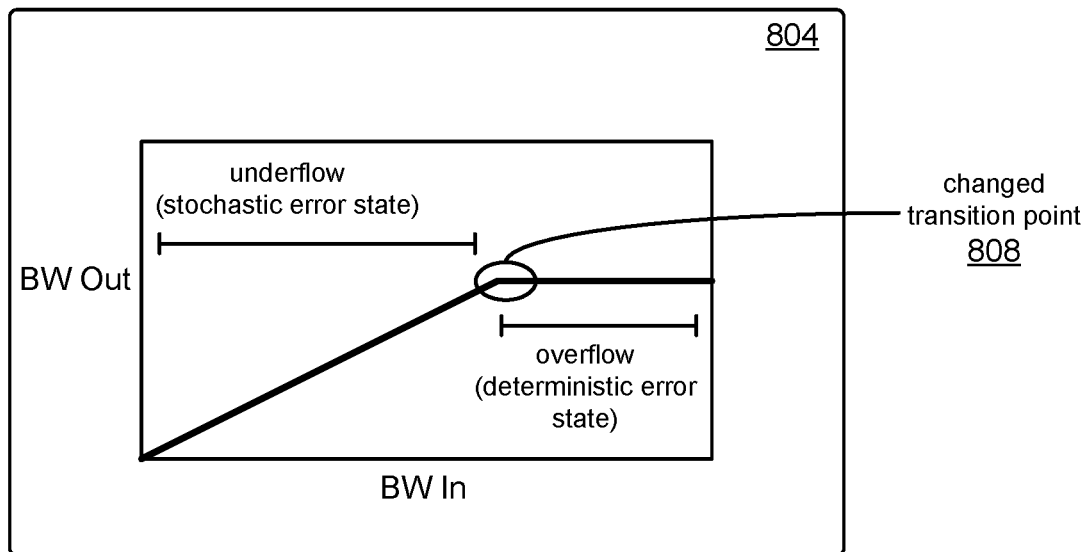 804
underflow
(stochastic error state)
changed
transition point
808
BW Out
overflow
(deterministic error
state)
BW In